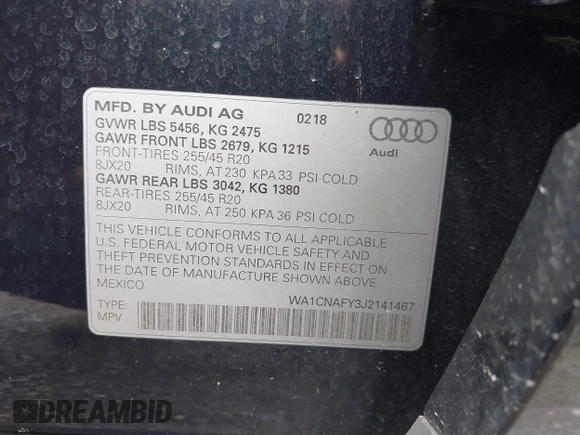 MFD. BY AUDI AG 0218
GVWR LBS 5456, KG 2475
GAWR FRONT LBS 2679, KG 1215
FRONT-TIRES 255/45 R20
8JX20 RIMS, AT 230 KPA 33 PSI COLD
GAWR REAR LBS 3042, KG 1380
REAR-TIRES 255/45 R20
8JX20 RIMS, AT 250 KPA 36 PSI COLD
Audi
THIS VEHICLE CONFORMS TO ALL APPLICABLE
U.S. FEDERAL MOTOR VEHICLE SAFETY AND
THEFT PREVENTION STANDARDS IN EFFECT ON
THE DATE OF MANUFACTURE SHOWN ABOVE.
MEXICO
WA1CNAFY3J2141467
TYPE:
MPV
DREAMBID